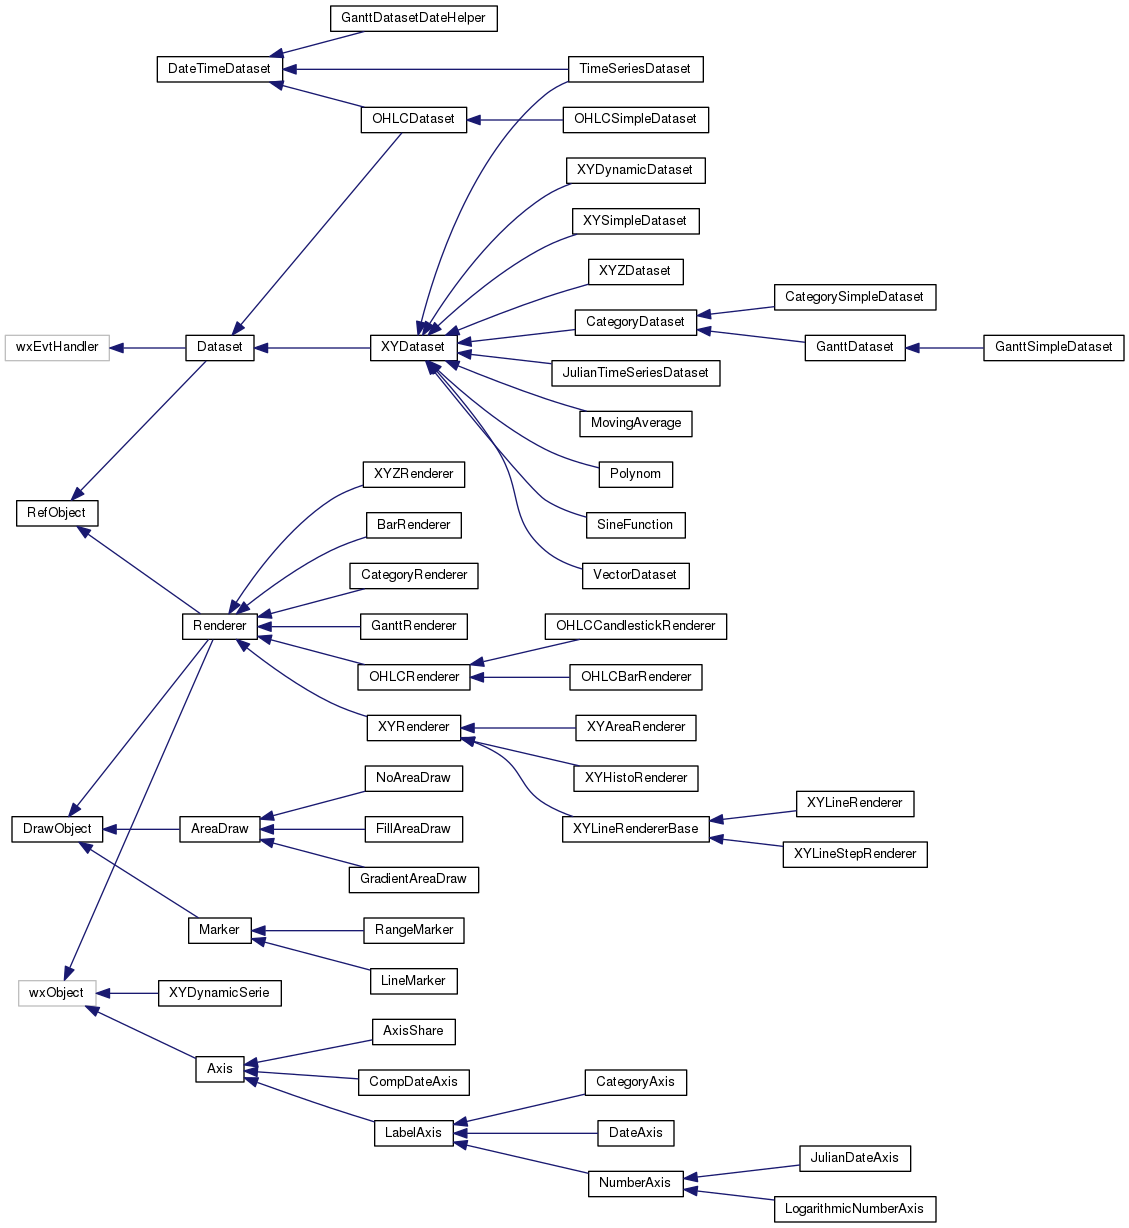 GanttDatasetDateHelper
DateTimeDataset
TimeSeriesDataset
OHLCDataset
OHLCSimpleDataset
XYDynamicDataset
XYSimpleDataset
XYZDataset
CategorySimpleDataset
CategoryDataset
wxEvtHandler
Dataset
XYDataset
GanttDataset
GanttSimpleDataset
JulianTimeSeriesDataset
MovingAverage
XYZRenderer
Polynom
RefObject
BarRenderer
SineFunction
CategoryRenderer
VectorDataset
Renderer
GanttRenderer
OHLCCandlestickRenderer
OHLCRenderer
OHLCBarRenderer
XYRenderer
XYAreaRenderer
NoAreaDraw
XYHistoRenderer
XYLineRenderer
DrawObject
AreaDraw
FillAreaDraw
XYLineRendererBase
XYLineStepRenderer
GradientAreaDraw
Marker
RangeMarker
LineMarker
wxObject
XYDynamicSerie
AxisShare
Axis
CompDateAxis
CategoryAxis
LabelAxis
DateAxis
JulianDateAxis
NumberAxis
LogarithmicNumberAxis